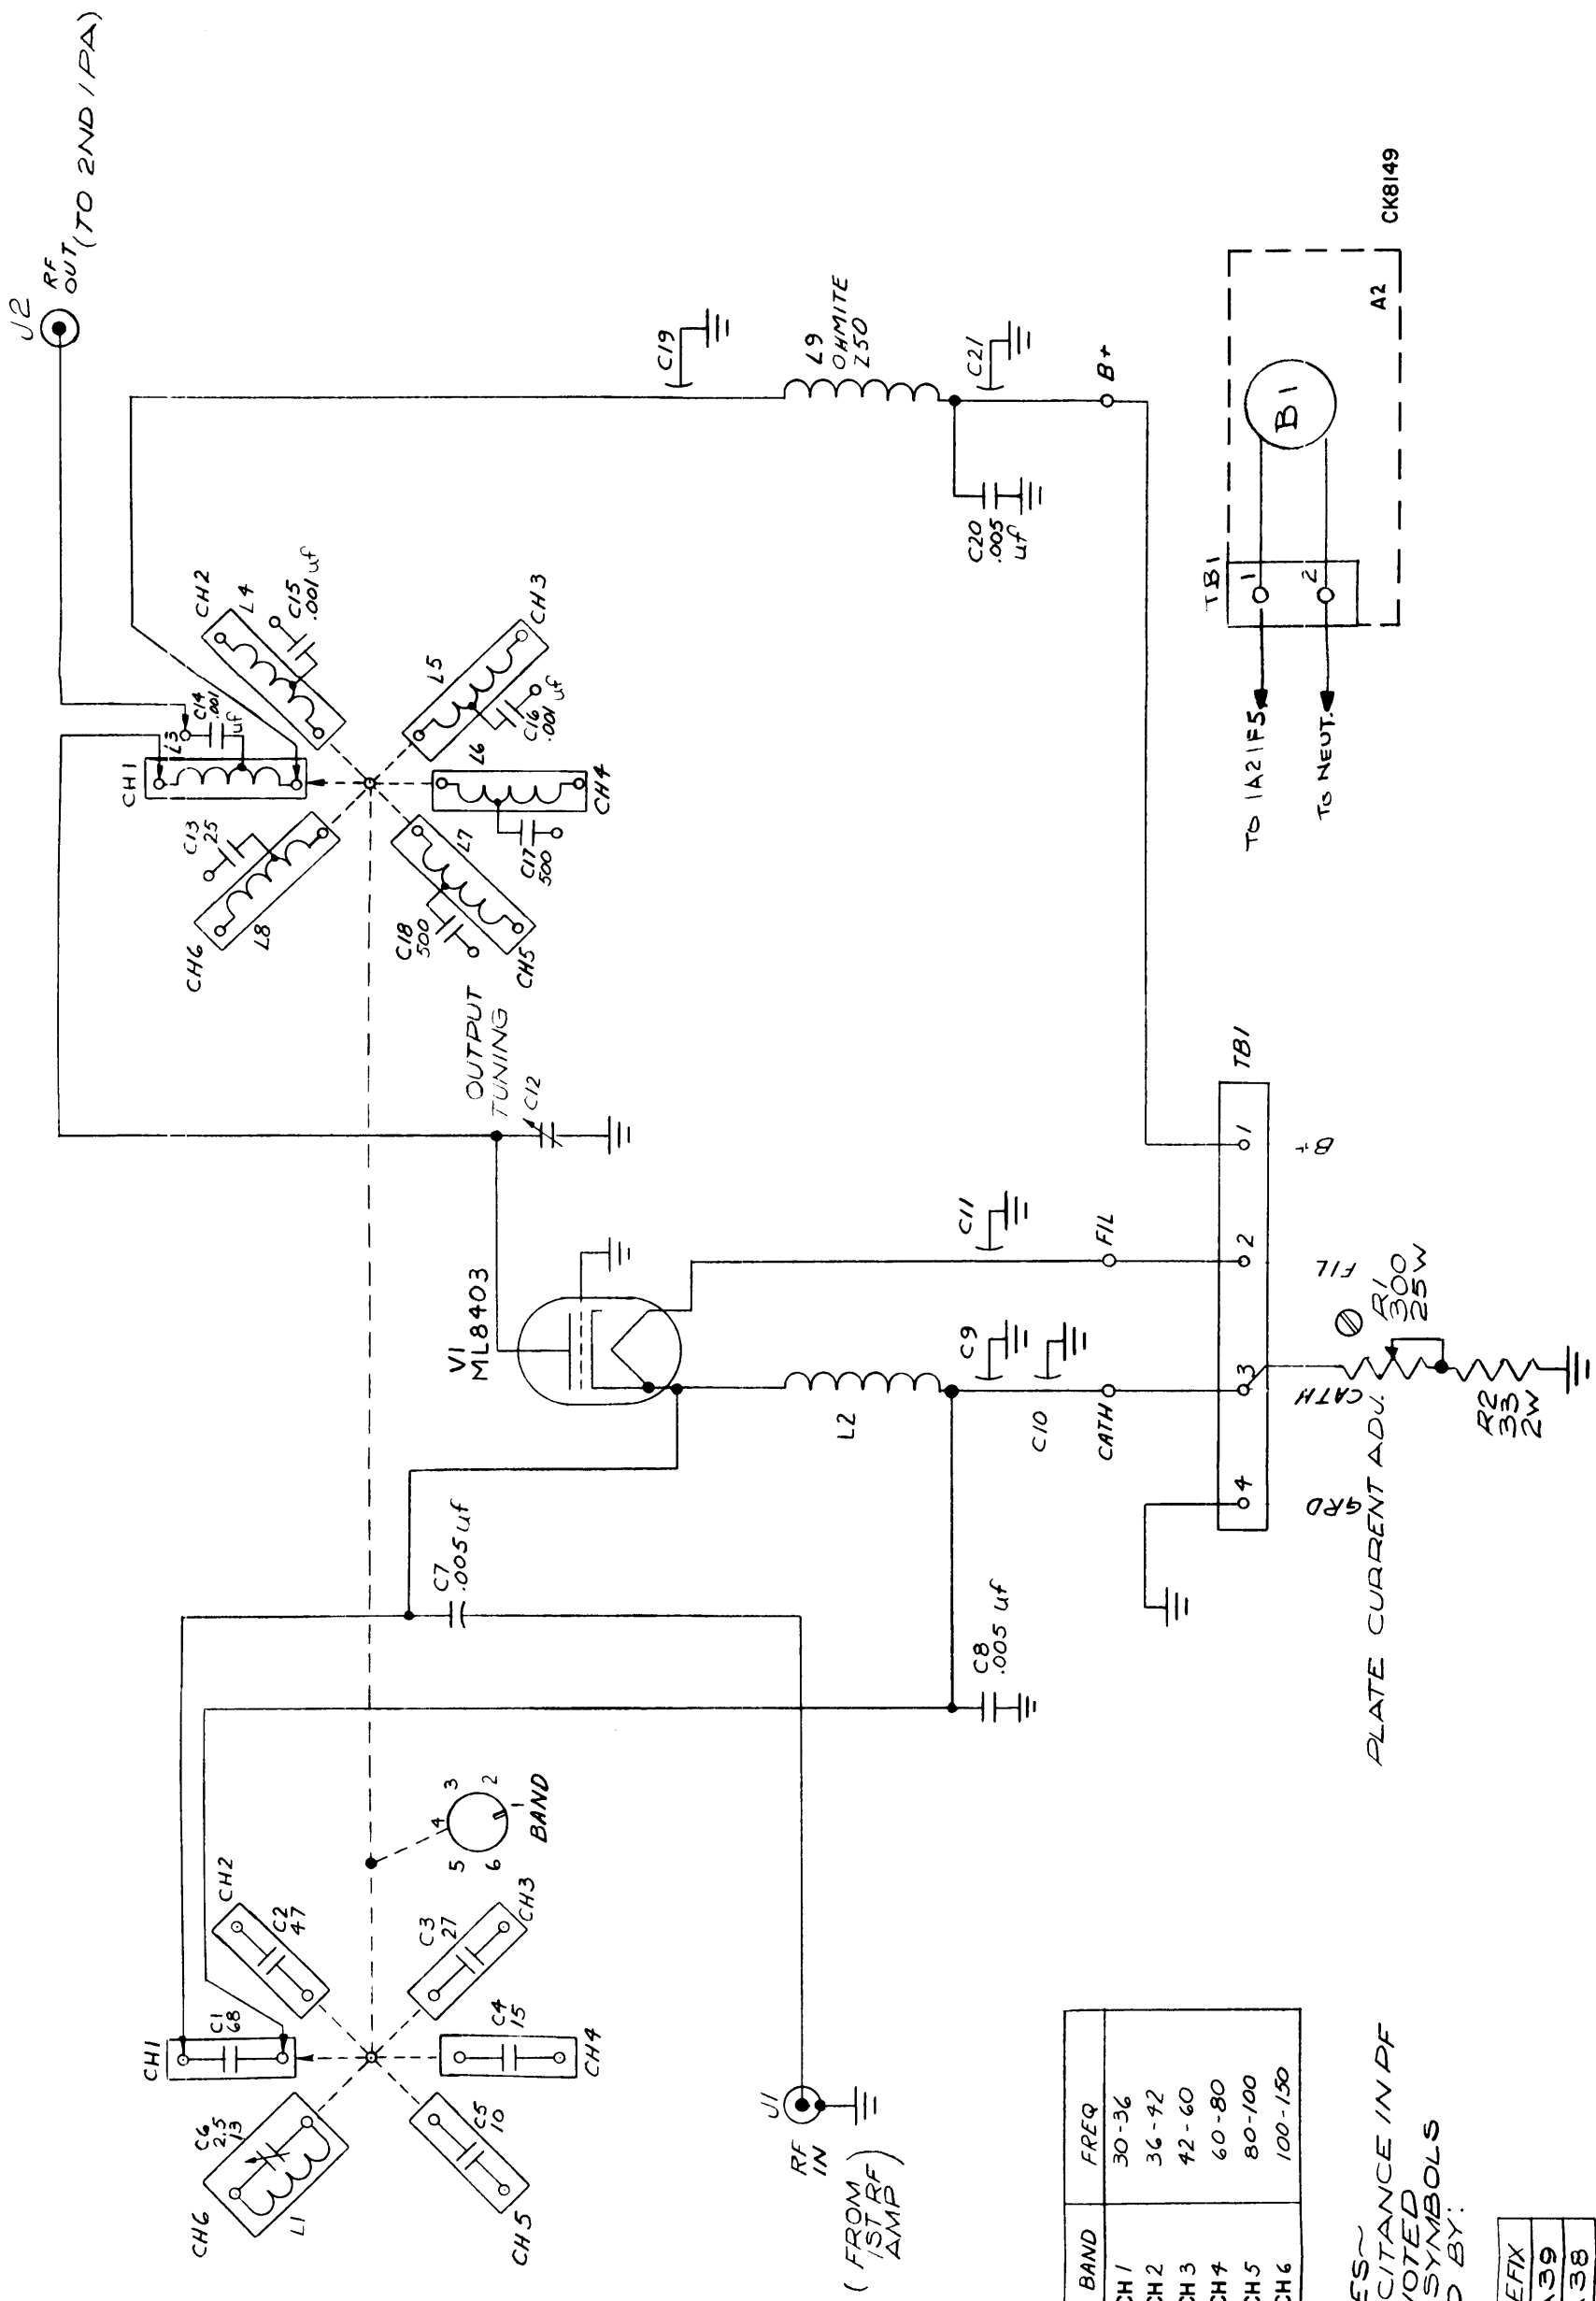 J2
RF
OUT (TO 2ND IPA)
CH1
L3
C14
.001
uf
CH2
L4
C15
.001 uf
CH3
L5
C16
.001 uf
CH4
L6
C17
500
CH5
L7
C18
500
CH6
L8
C13
25
C19
L9
OHMITE
Z50
C21
B+
C20
.005
uf
OUTPUT
TUNING
C12
V1
ML8403
C11
FIL
C9
C10
CATH
L2
C7
.005 uf
C8
.005 uf
CH1
C1
68
CH2
C2
47
CH3
C3
27
CH4
C4
15
CH5
C5
10
CH6
C6
2.5
13
L1
3
2
4
1
5
6
BAND
J1
RF
IN
(FROM
1ST RF
AMP)
TB1
4 3 2 1
GRD
CATH
FIL
B+
PLATE CURRENT ADJ.
R1
300
25W
R2
33
2W
TB1
1
2
B1
A2
TO 1A21F5
TO NEUT.
CK8149
BAND FREQ
CH1 30-36
CH2 36-42
CH3 42-60
CH4 60-80
CH5 80-100
CH6 100-150
ES~
CITANCE IN PF
NOTED
SYMBOLS
D BY:
EFIX
A39
A38